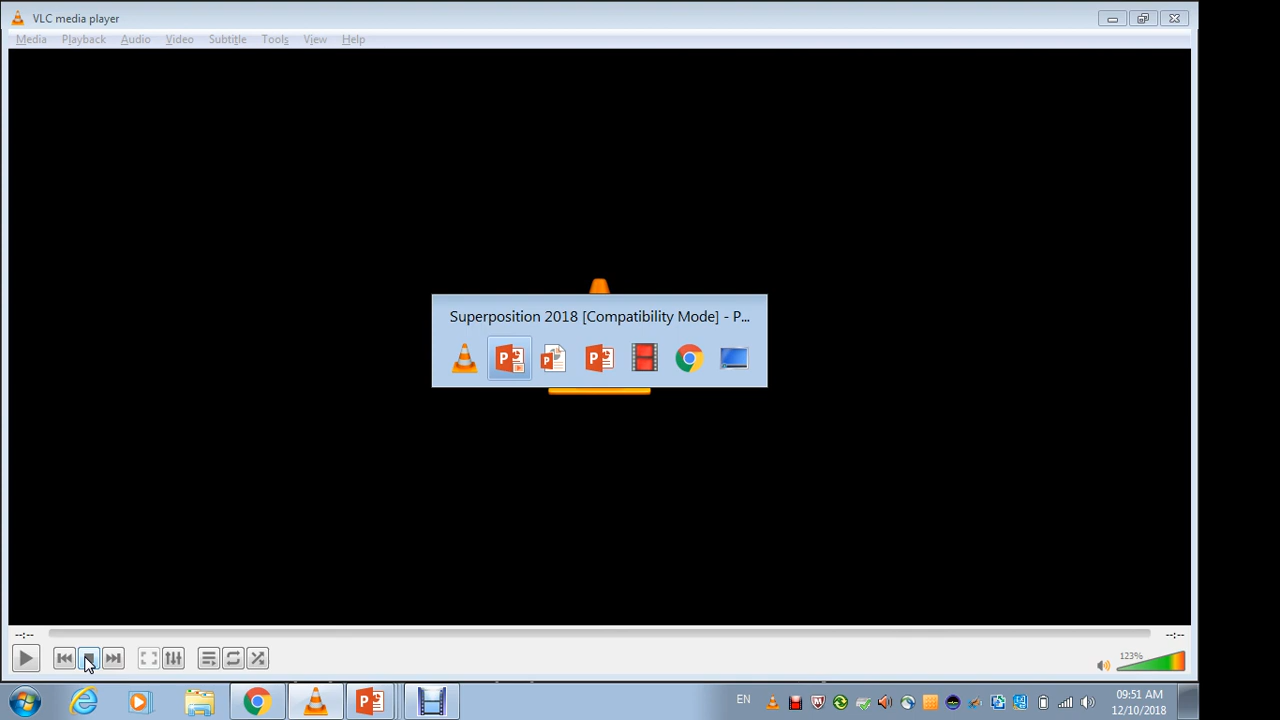 VLC media player
Media Playback Audio Video Subtitle Tools View Help
Superposition 2018 [Compatibility Mode] - P...
--:-- --:--
123%
EN
09:51 AM
12/10/2018